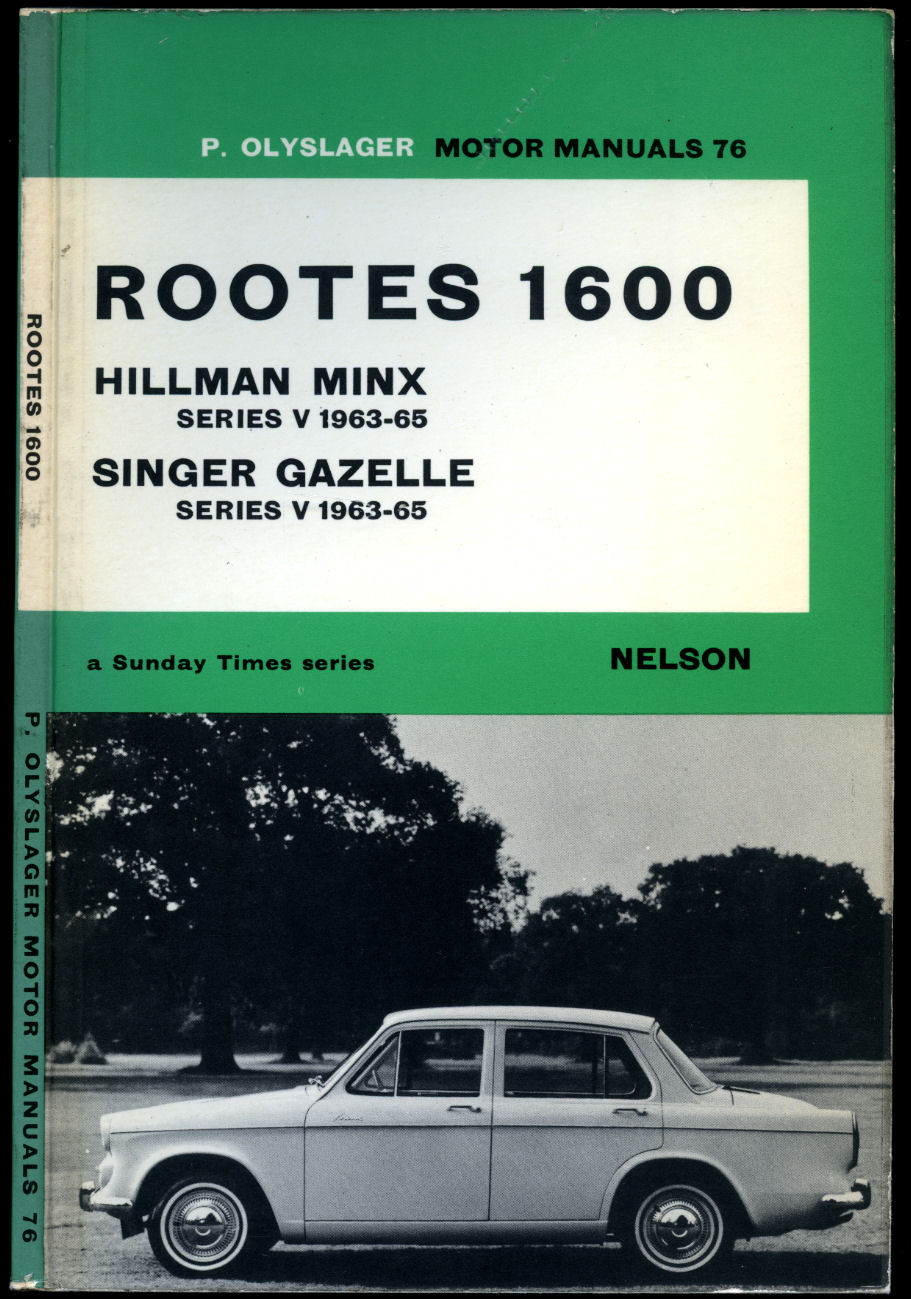 P. OLYSLAGER MOTOR MANUALS 76
ROOTES 1600
HILLMAN MINX
SERIES V 1963-65
SINGER GAZELLE
SERIES V 1963-65
a Sunday Times series
NELSON
ROOTES 1600
P. OLYSLAGER MOTOR MANUALS 76